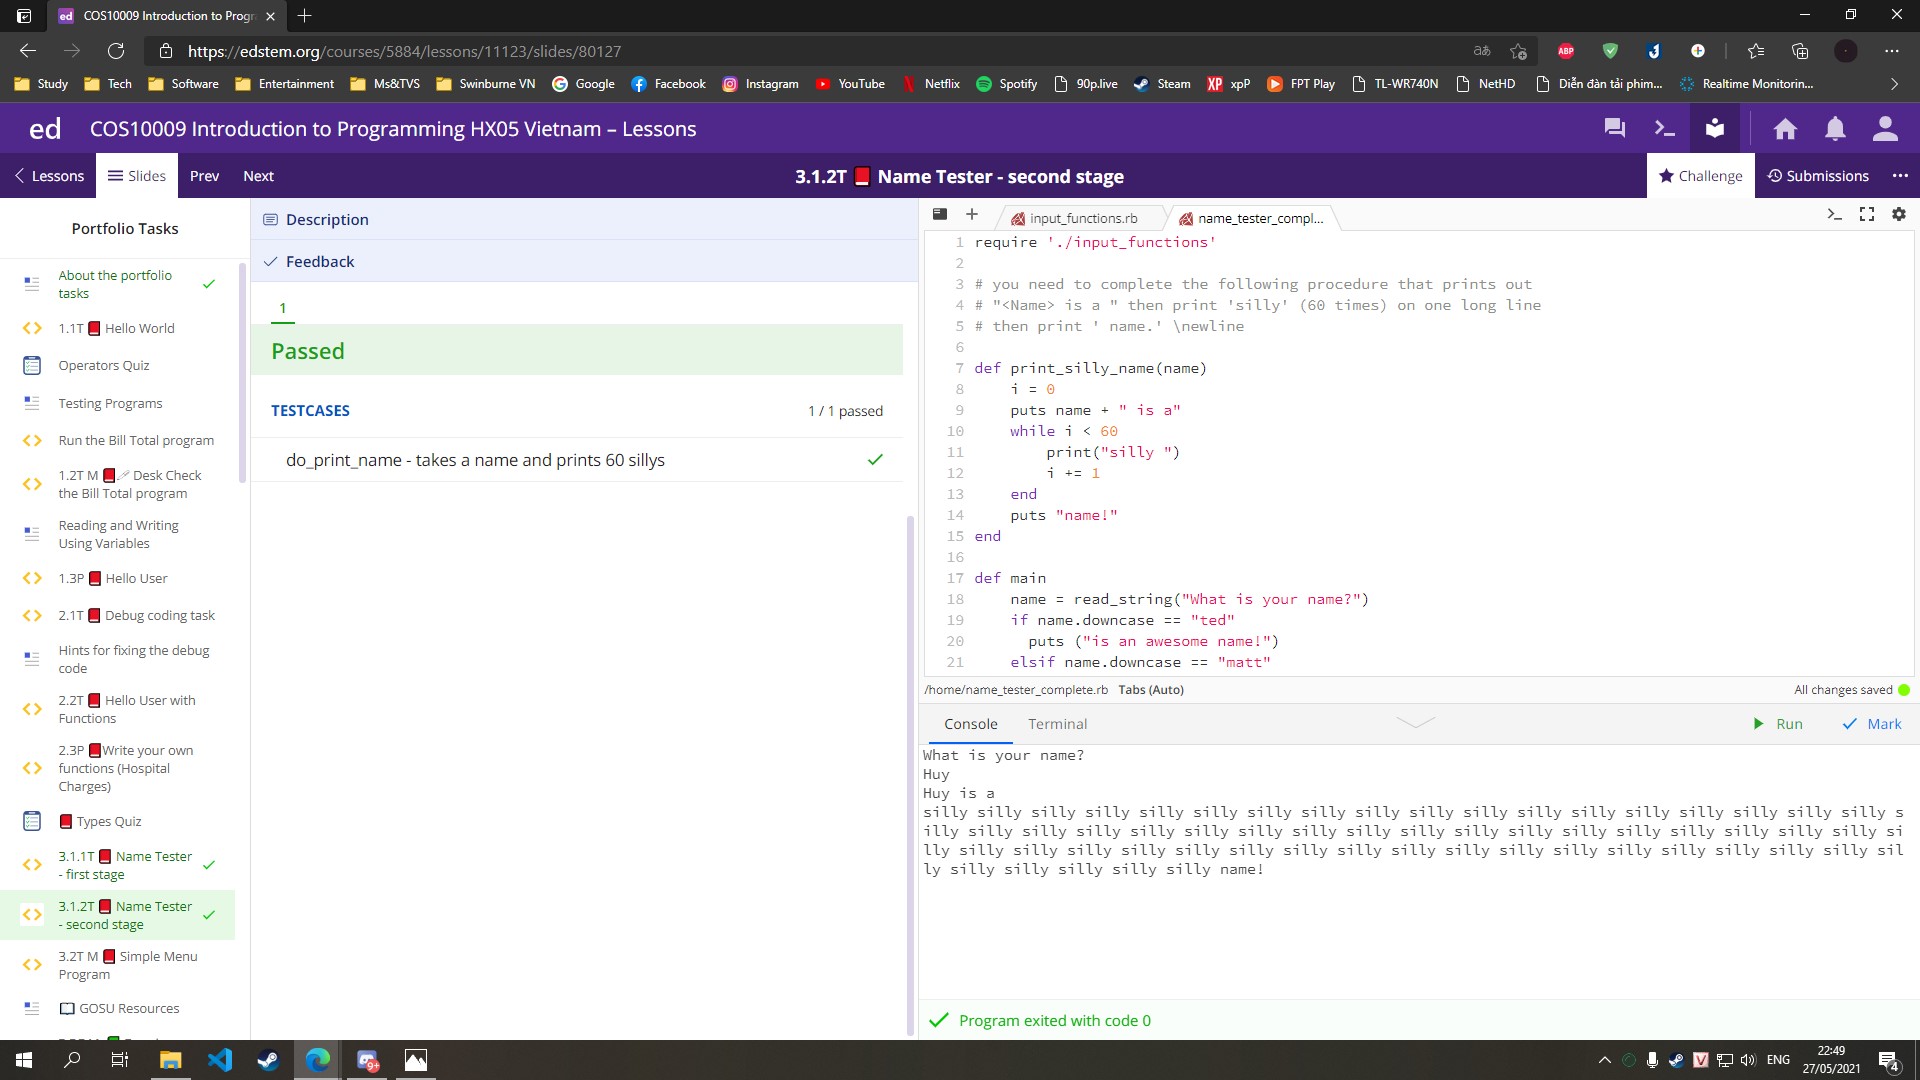 COS10009 Introduction to Progr
https://edstem.org/courses/5884/lessons/11123/slides/80127
Study
Tech
Software
Entertainment
Ms&TVS
Swinburne VN
Google
Facebook
Instagram
YouTube
Netflix
Spotify
90p.live
Steam
xpP
FPT Play
TL-WR740N
NetHD
Diễn đàn tải phim...
Realtime Monitorin...
ed COS10009 Introduction to Programming HX05 Vietnam – Lessons
Lessons
Slides
Prev
Next
3.1.2T Name Tester - second stage
Challenge
Submissions
Portfolio Tasks
About the portfolio
tasks
1.1T Hello World
Operators Quiz
Testing Programs
Run the Bill Total program
1.2T M Desk Check
the Bill Total program
Reading and Writing
Using Variables
1.3P Hello User
2.1T Debug coding task
Hints for fixing the debug
code
2.2T Hello User with
Functions
2.3P Write your own
functions (Hospital
Charges)
Types Quiz
3.1.1T Name Tester
- first stage
3.1.2T Name Tester
- second stage
3.2T M Simple Menu
Program
GOSU Resources
Description
Feedback
1
Passed
TESTCASES 1 / 1 passed
do_print_name - takes a name and prints 60 sillys
input_functions.rb
name_tester_compl...
1 require './input_functions'
2
3 # you need to complete the following procedure that prints out
4 # "<Name> is a " then print 'silly' (60 times) on one long line
5 # then print ' name.' \newline
6
7 def print_silly_name(name)
8 i = 0
9 puts name + " is a"
10 while i < 60
11 print("silly ")
12 i += 1
13 end
14 puts "name!"
15 end
16
17 def main
18 name = read_string("What is your name?")
19 if name.downcase == "ted"
20 puts ("is an awesome name!")
21 elsif name.downcase == "matt"
/home/name_tester_complete.rb Tabs (Auto)
All changes saved
Console
Terminal
Run
Mark
What is your name?
Huy
Huy is a
silly silly silly silly silly silly silly silly silly silly silly silly silly silly silly silly silly silly s
illy silly silly silly silly silly silly silly silly silly silly silly silly silly silly silly silly silly si
lly silly silly silly silly silly silly silly silly silly silly silly silly silly silly silly silly silly sil
ly silly silly silly silly silly name!
Program exited with code 0
ENG
22:49
27/05/2021